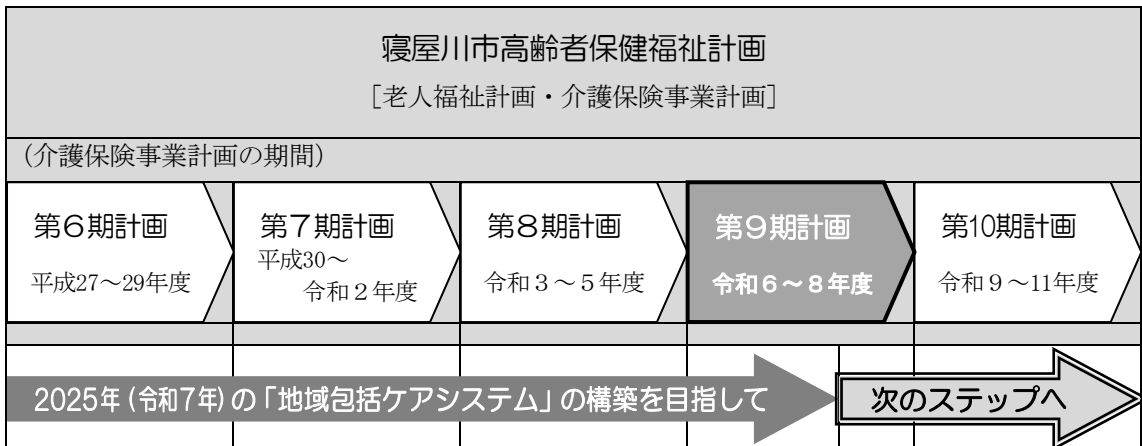 寝屋川市高齢者保健福祉計画
［老人福祉計画・介護保険事業計画］
（介護保険事業計画の期間）
第６期計画
平成27～29年度
第７期計画
平成30～
令和２年度
第８期計画
令和３～５年度
第９期計画
令和６～８年度
第10期計画
令和９～11年度
2025年（令和7年）の「地域包括ケアシステム」の構築を目指して
次のステップへ